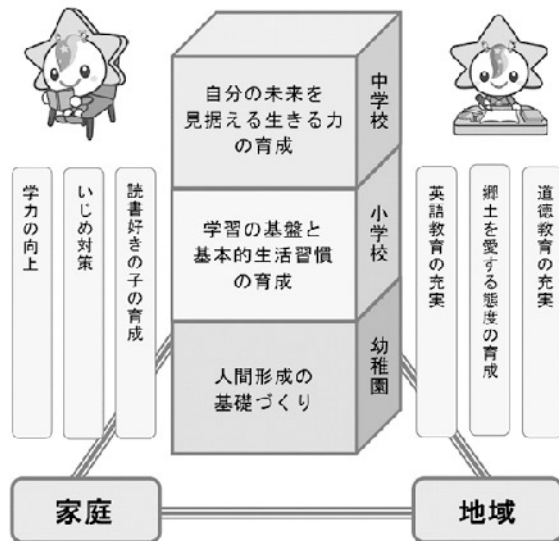 自分の未来を
見据える生きる力
の育成
中学校
学習の基盤と
基本的生活習慣
の育成
小学校
人間形成の
基礎づくり
幼稚園
学力の向上
いじめ対策
読書好きの子の育成
英語教育の充実
郷土を愛する態度の育成
道徳教育の充実
家庭
地域